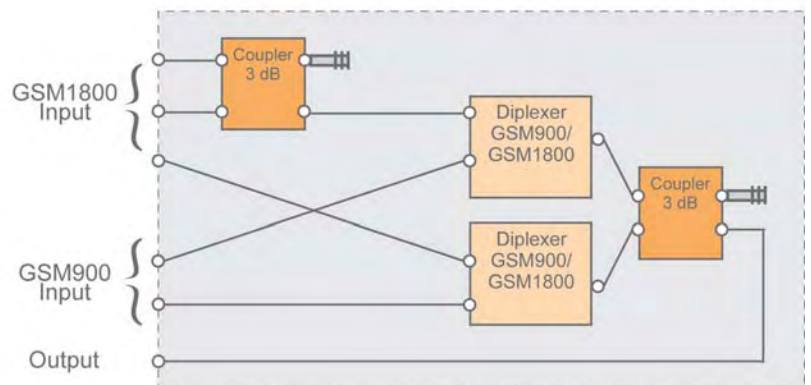 Coupler
3 dB
GSM1800
Input
Diplexer
GSM900/
GSM1800
Coupler
3 dB
Diplexer
GSM900/
GSM1800
GSM900
Input
Output